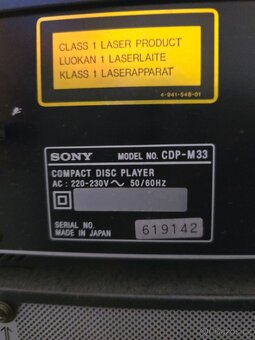 CLASS 1 LASER PRODUCT
LUOKAN 1 LASERLAITE
KLASS 1 LASERAPPARAT
4-941-548-01
SONY MODEL NO. CDP-M33
COMPACT DISC PLAYER
AC : 220-230V ~ 50/60Hz
SERIAL NO.
MADE IN JAPAN
619142